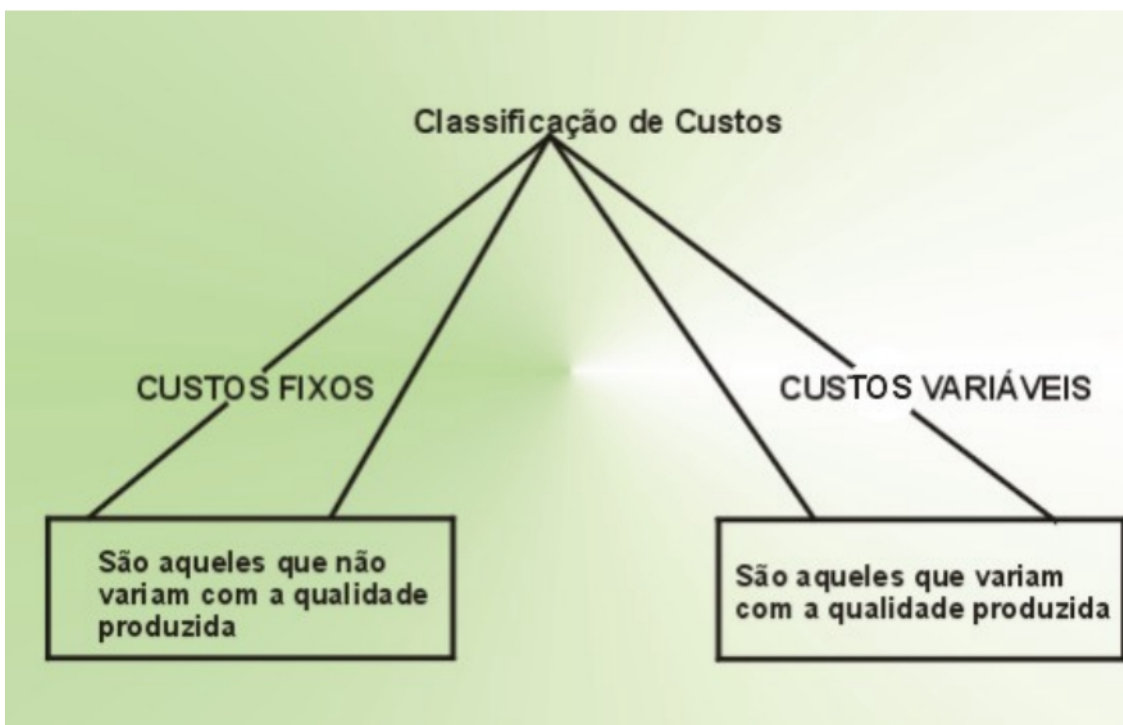 Classificação de Custos
CUSTOS FIXOS
CUSTOS VARIÁVEIS
São aqueles que não
variam com a qualidade
produzida
São aqueles que variam
com a qualidade produzida